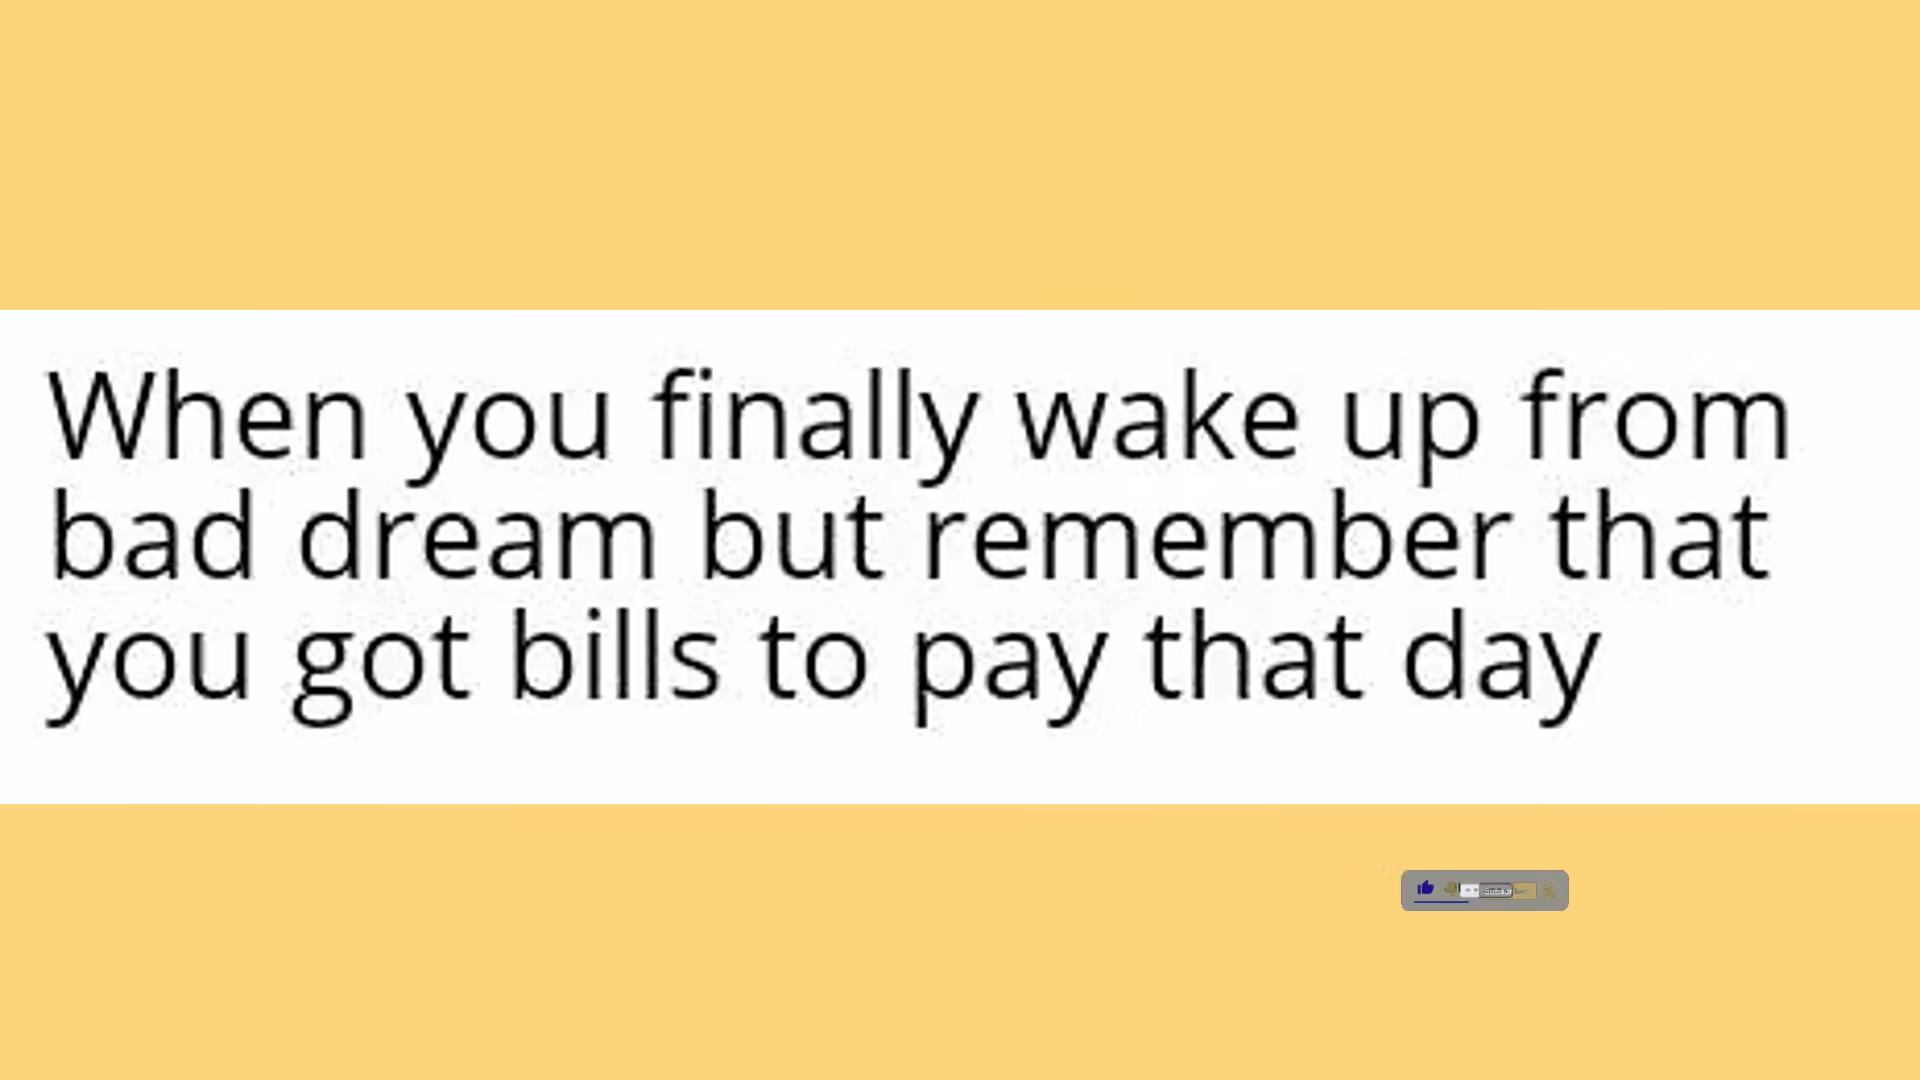 When you finally wake up from
bad dream but remember that
you got bills to pay that day